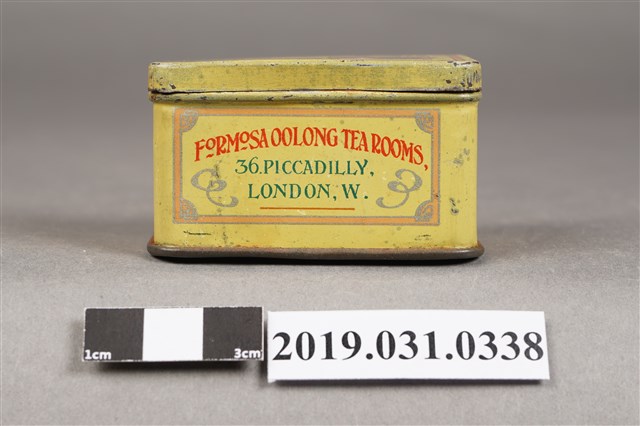 FORMOSA OOLONG TEA ROOMS,
36.PICCADILLY,
LONDON, W.
1cm 3cm
2019.031.0338